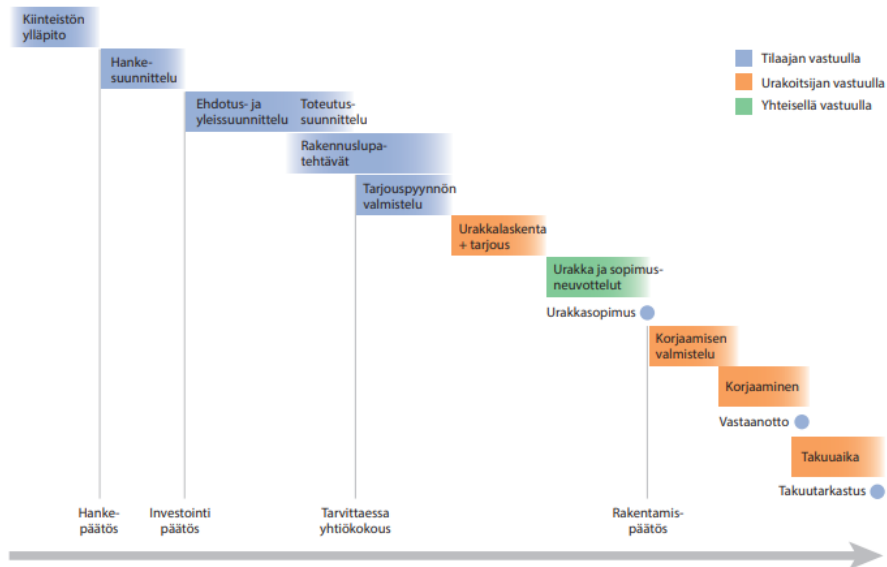 Kiinteistön
ylläpito
Hanke-
suunnittelu
Tilaajan vastuulla
Urakoitsijan vastuulla
Yhteisellä vastuulla
Ehdotus- ja
yleissuunnittelu
Toteutus-
suunnittelu
Rakennuslupa-
tehtävät
Tarjouspyynnön
valmistelu
Urakkalaskenta
+ tarjous
Urakka ja sopimus-
neuvottelut
Urakkasopimus
Korjaamisen
valmistelu
Korjaaminen
Vastaanotto
Takuuaika
Takuutarkastus
Hanke-
päätös
Investointi
päätös
Tarvittaessa
yhtiökokous
Rakentamis-
päätös